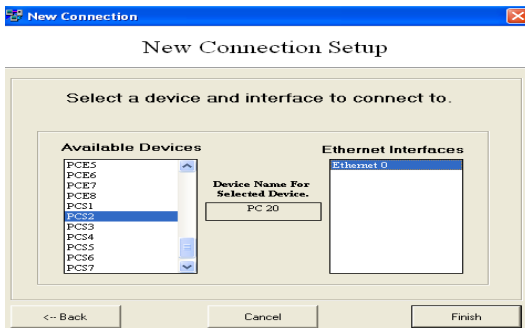 New Connection
New Connection Setup
Select a device and interface to connect to.
Available Devices
Ethernet Interfaces
PCE5
PCE6
PCE7
PCE8
PCS1
PCS2
PCS3
PCS4
PCS5
PCS6
PCS7
Device Name For
Selected Device.
PC 20
Ethernet 0
<-- Back
Cancel
Finish